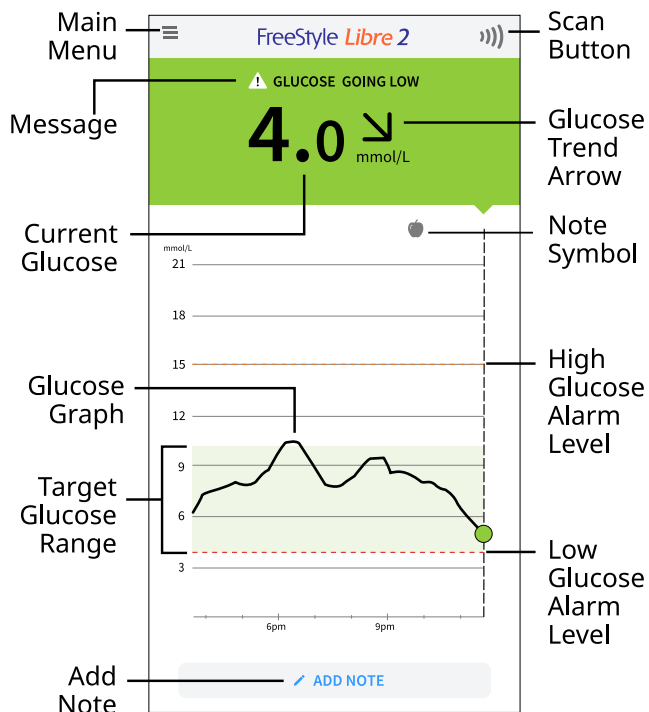 Main
Menu
FreeStyle Libre 2
Scan
Button
GLUCOSE GOING LOW
Message
4.0
mmol/L
Glucose
Trend
Arrow
Current
Glucose
Note
Symbol
mmol/L
21
18
15
High
Glucose
Alarm
Level
Glucose
Graph
12
9
Target
Glucose
Range
6
Low
Glucose
Alarm
Level
3
6pm
9pm
Add
Note
ADD NOTE